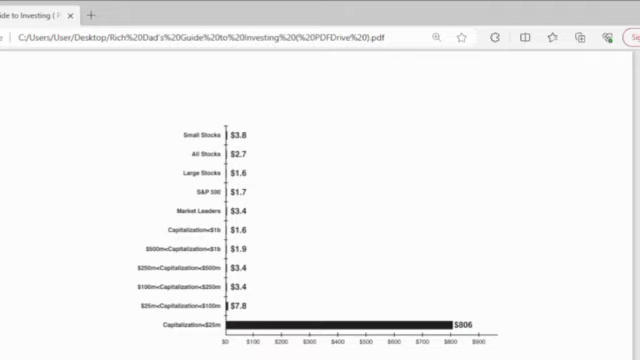 ide to Investing ( P
C:/Users/User/Desktop/Rich%20Dad's%20Guide%20to%20Investing%20(%20PDFDrive%20).pdf
Sig
Small Stocks $3.8
All Stocks $2.7
Large Stocks $1.6
S&P 500 $1.7
Market Leaders $3.4
Capitalization<$1b $1.6
$500m<Capitalization<$1b $1.9
$250m<Capitalization<$500m $3.4
$100m<Capitalization<$250m $3.4
$25m<Capitalization<$100m $7.8
Capitalization<$25m $806
$0 $100 $200 $300 $400 $500 $600 $700 $800 $900